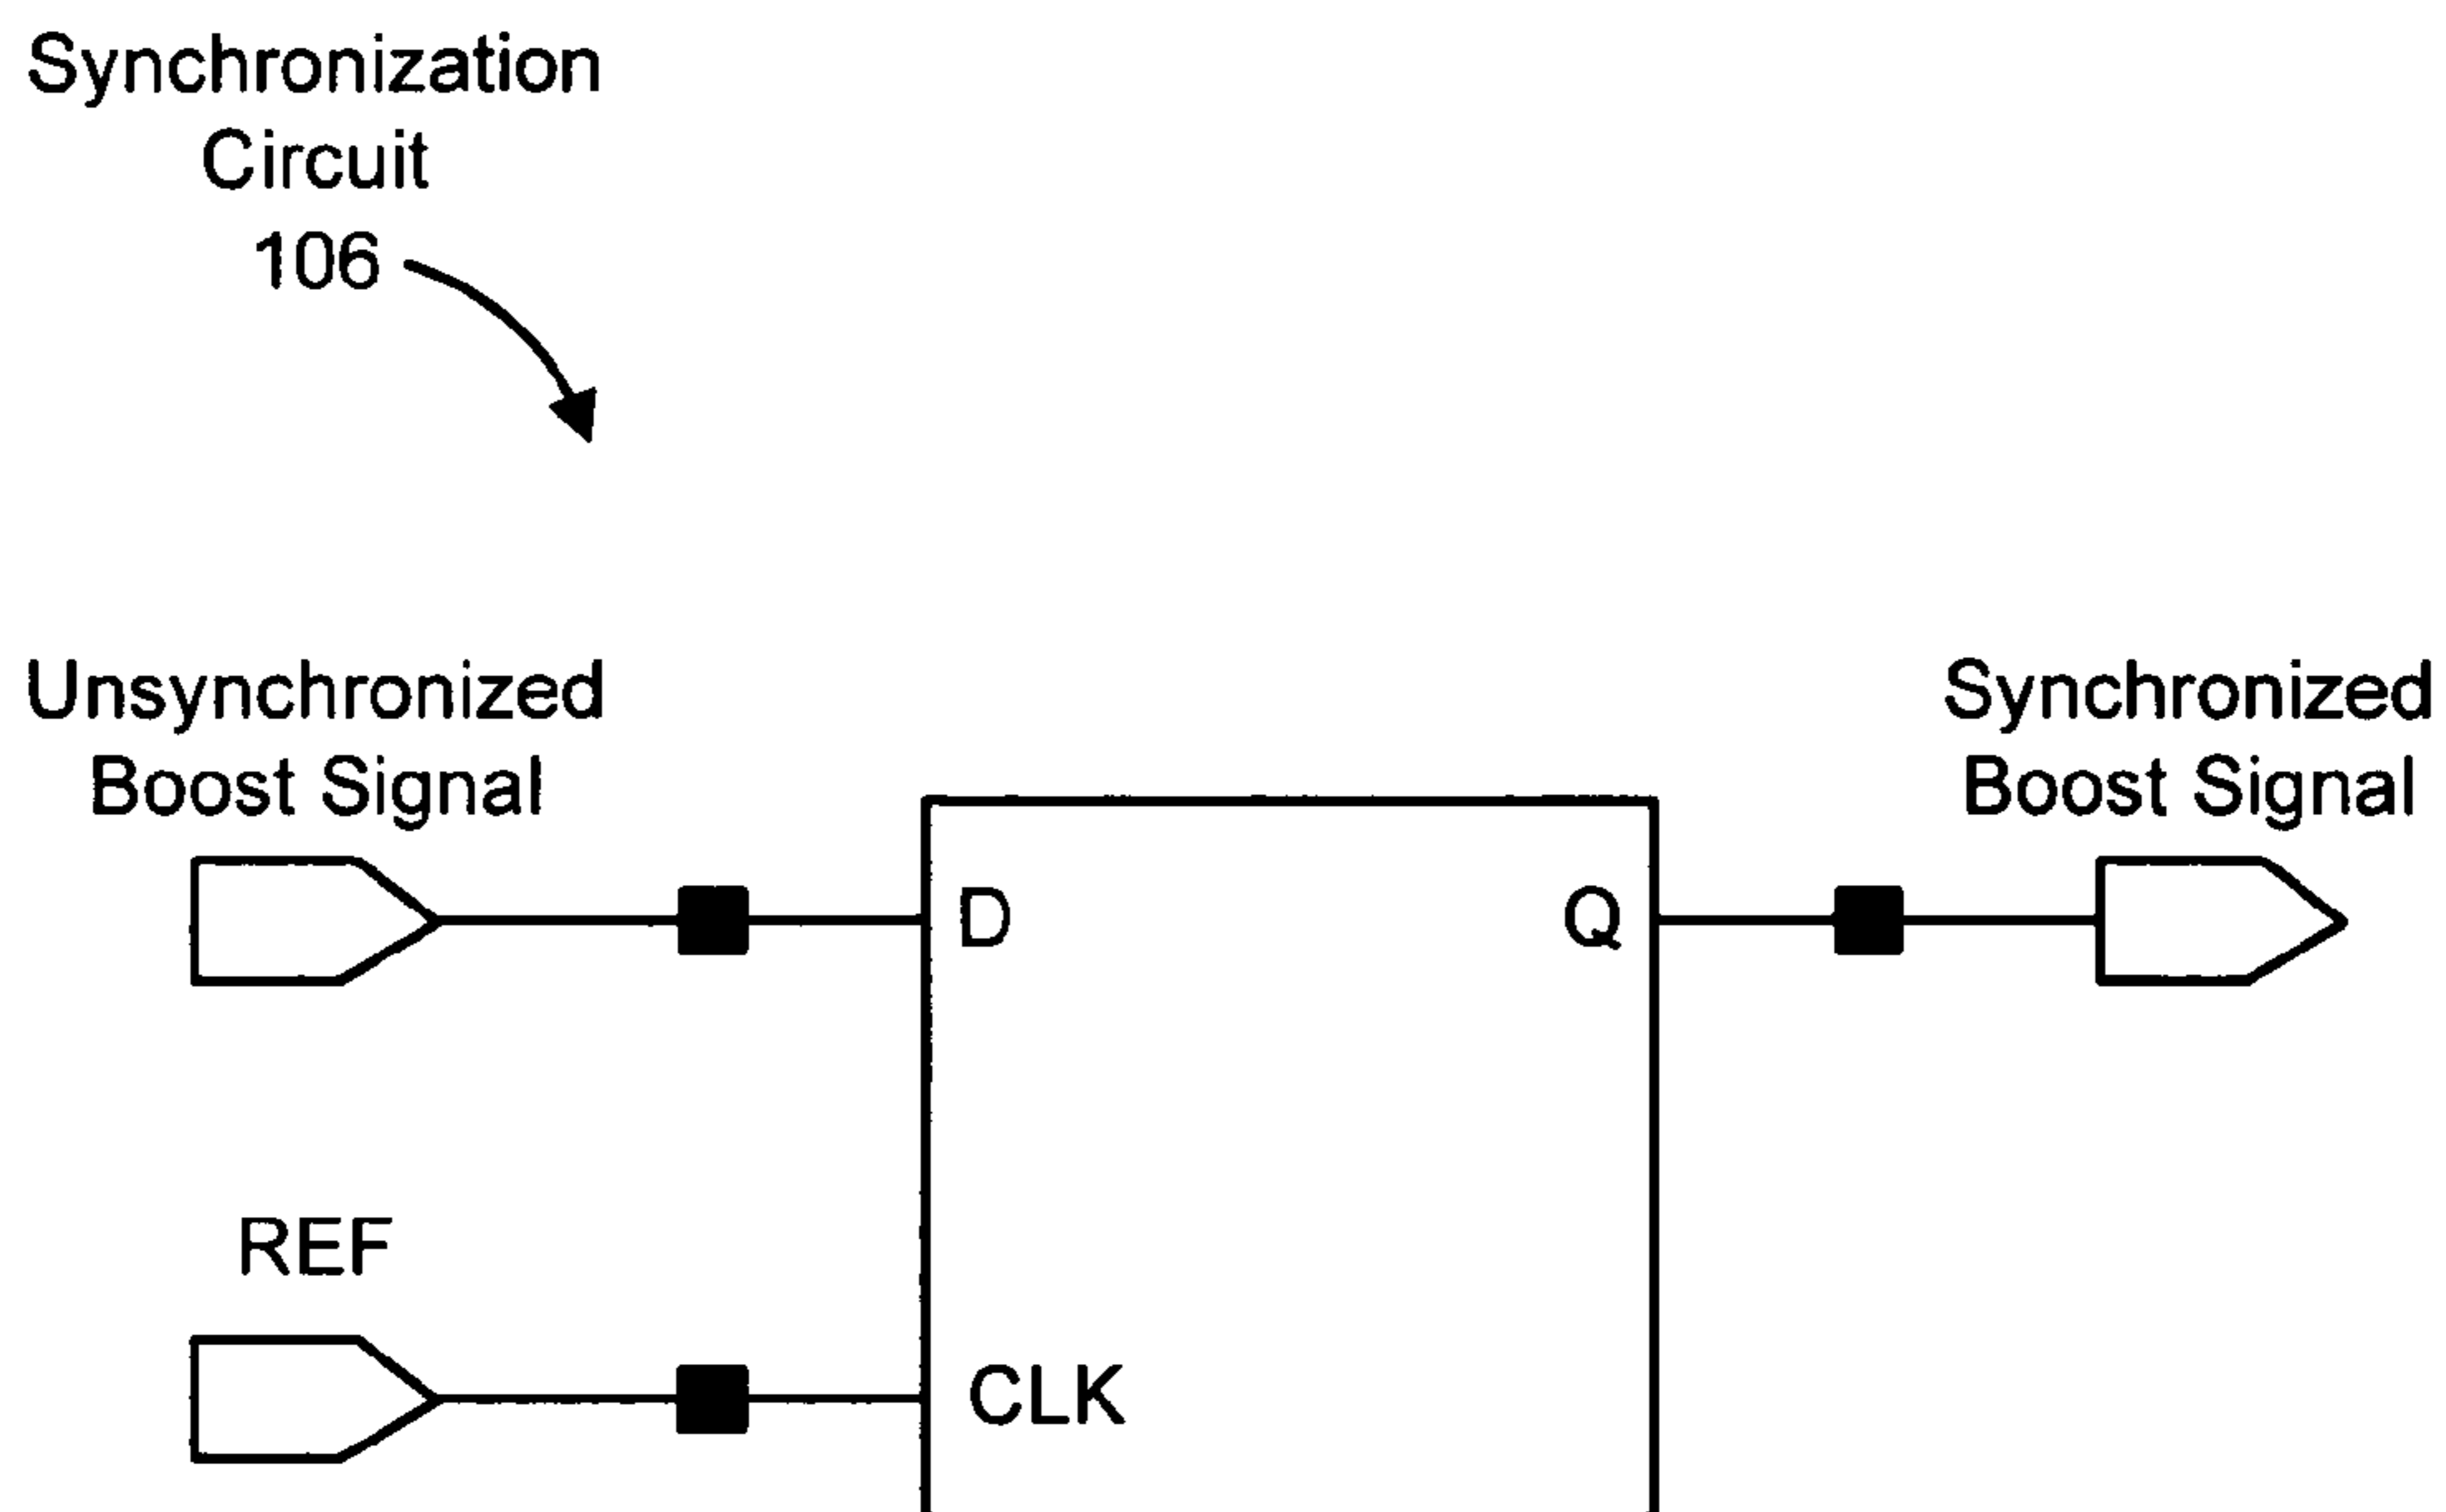 Synchronization
Circuit
106
Unsynchronized
Boost Signal
Synchronized
Boost Signal
D
Q
REF
CLK